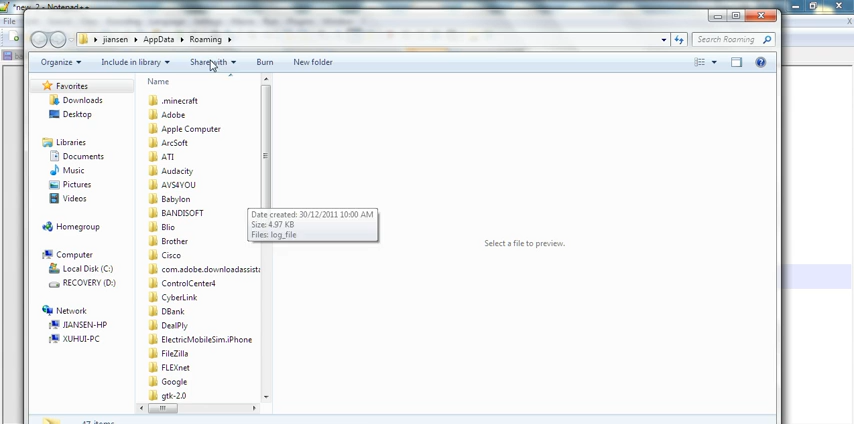 *new 2 - Notepad++
File
jiansen AppData Roaming
Search Roaming
Organize Include in library Share with Burn New folder
Name
Favorites
Downloads
Desktop
Libraries
Documents
Music
Pictures
Videos
Homegroup
Computer
Local Disk (C:)
RECOVERY (D:)
Network
JIANSEN-HP
XUHUI-PC
.minecraft
Adobe
Apple Computer
ArcSoft
ATI
Audacity
AVS4YOU
Babylon
BANDISOFT
Blio
Brother
Cisco
com.adobe.downloadassista
ControlCenter4
CyberLink
DBank
DealPly
ElectricMobileSim.iPhone
FileZilla
FLEXnet
Google
gtk-2.0
Date created: 30/12/2011 10:00 AM
Size: 4.97 KB
Files: log_file
Select a file to preview.
47 items